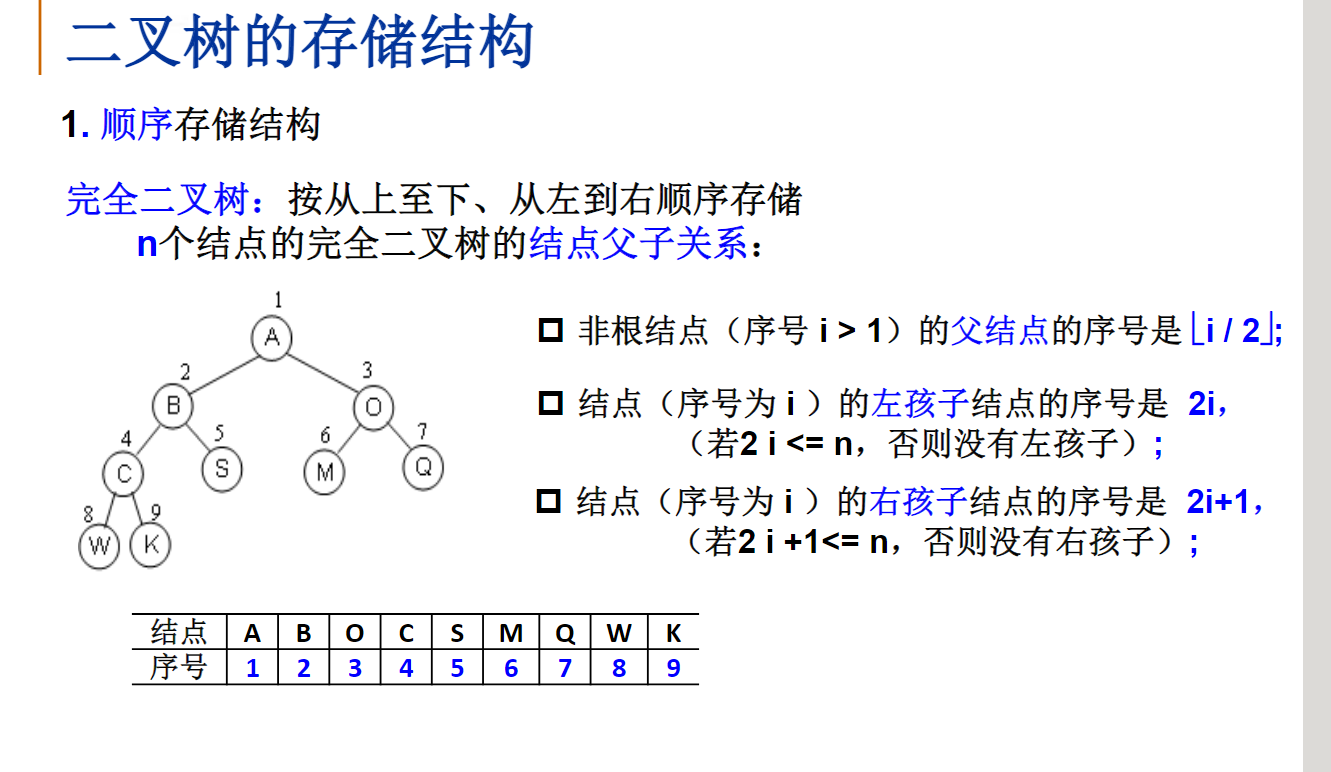 二叉树的存储结构
1. 顺序存储结构
完全二叉树：按从上至下、从左到右顺序存储
n个结点的完全二叉树的结点父子关系：
1
A
2 3
B O
4 5 6 7
C S M Q
8 9
W K
非根结点（序号 i > 1）的父结点的序号是⌊i / 2⌋;
结点（序号为 i ）的左孩子结点的序号是 2i，
（若2 i <= n，否则没有左孩子）;
结点（序号为 i ）的右孩子结点的序号是 2i+1，
（若2 i +1<= n，否则没有右孩子）;
结点 A B O C S M Q W K
序号 1 2 3 4 5 6 7 8 9